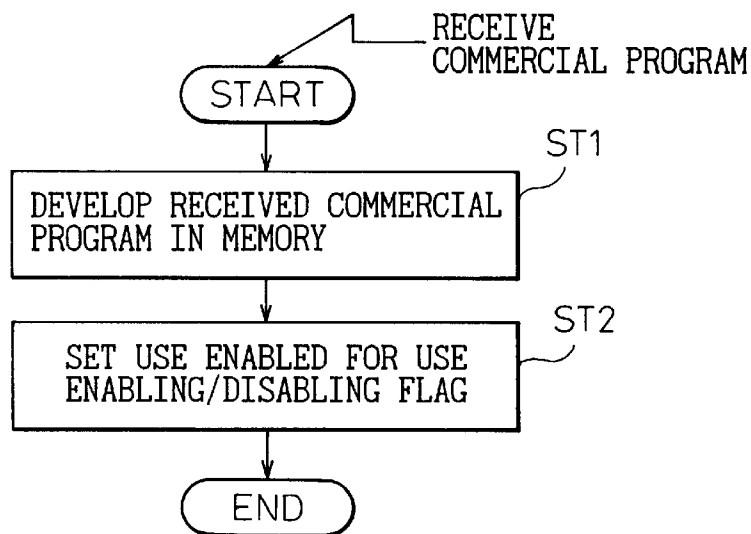 RECEIVE
COMMERCIAL PROGRAM
START
ST1
DEVELOP RECEIVED COMMERCIAL
PROGRAM IN MEMORY
ST2
SET USE ENABLED FOR USE
ENABLING/DISABLING FLAG
END